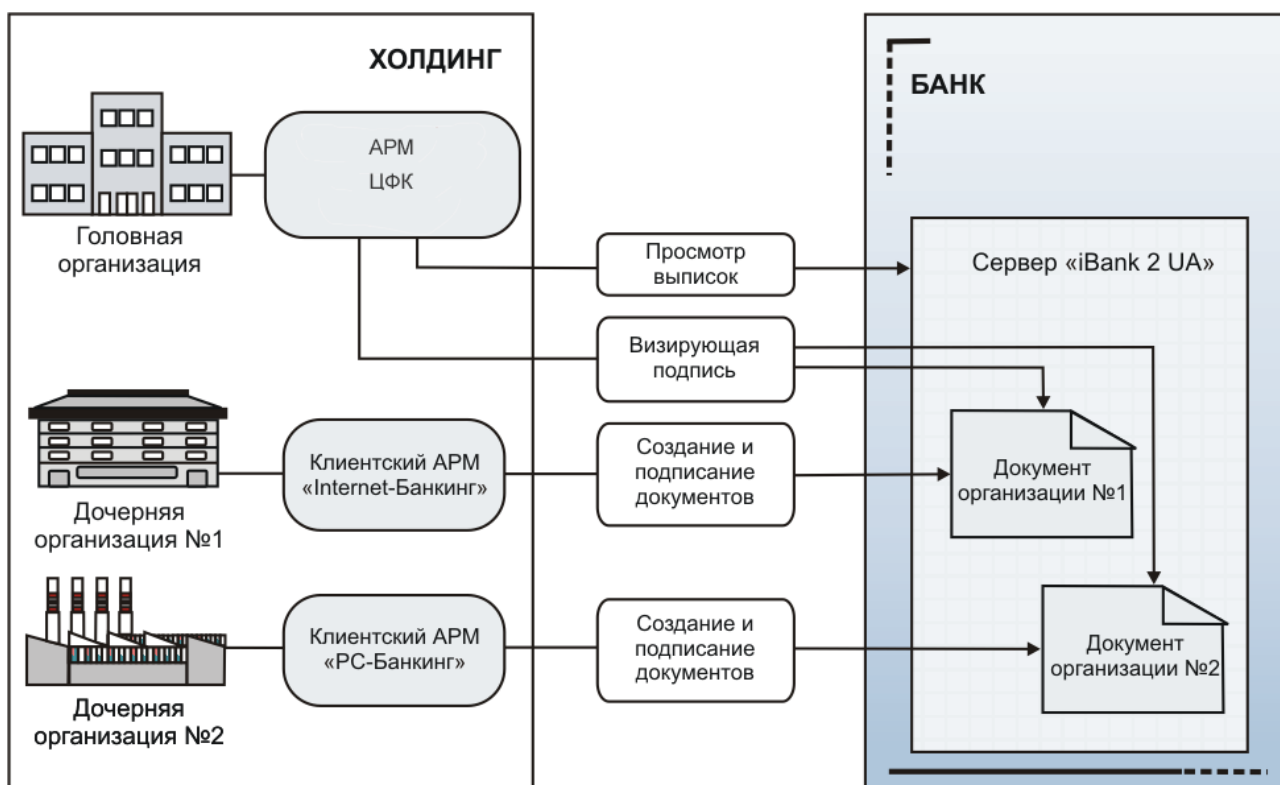 ХОЛДИНГ
БАНК
АРМ
ЦФК
Головная
организация
Просмотр
выписок
Сервер «iBank 2 UA»
Визирующая
подпись
Клиентский АРМ
«Internet-Банкинг»
Создание и
подписание
документов
Документ
организации №1
Дочерняя
организация №1
Клиентский АРМ
«PC-Банкинг»
Создание и
подписание
документов
Документ
организации №2
Дочерняя
организация №2